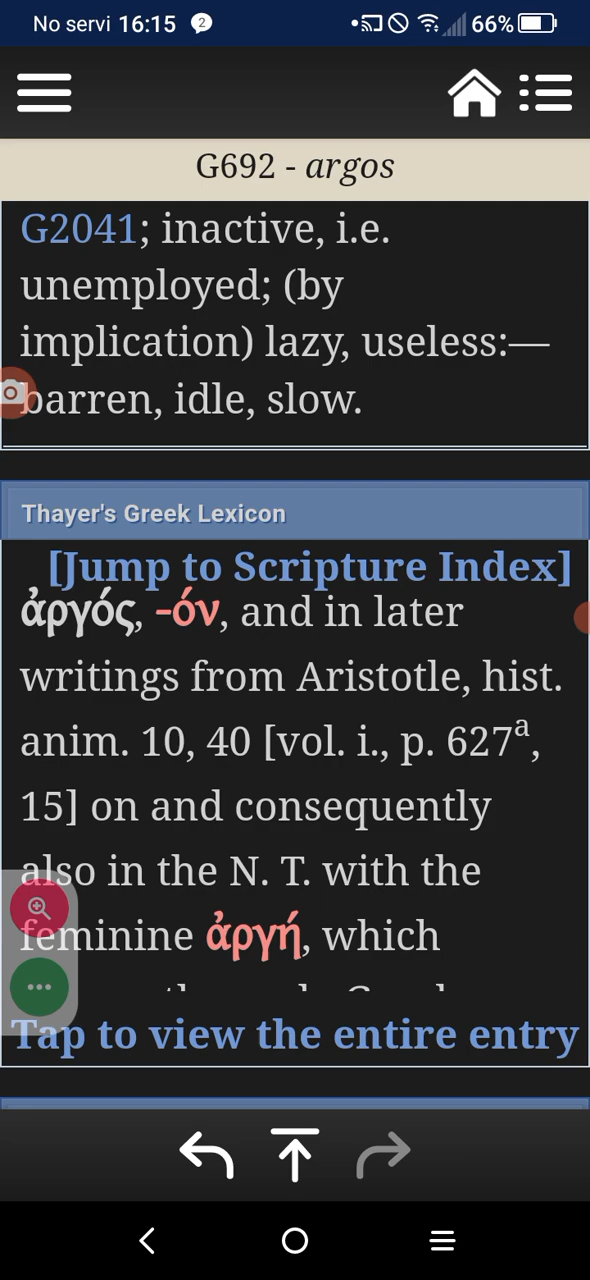 No servi 16:15 2 66%
G692 - argos
G2041; inactive, i.e.
unemployed; (by
implication) lazy, useless:—
barren, idle, slow.
Thayer's Greek Lexicon
[Jump to Scripture Index]
ἀργός, -όν, and in later
writings from Aristotle, hist.
anim. 10, 40 [vol. i., p. 627ᵃ,
15] on and consequently
also in the N. T. with the
feminine ἀργή, which
Tap to view the entire entry